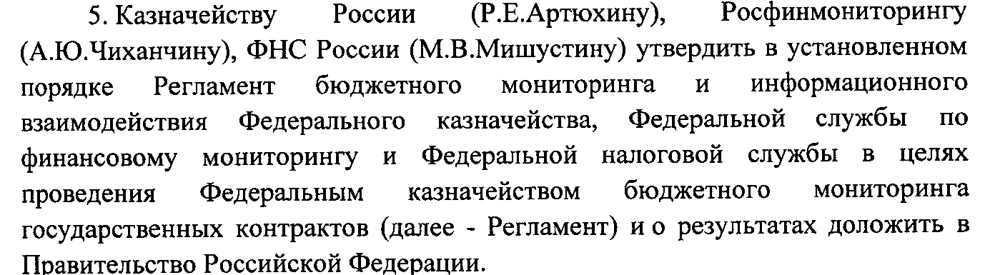 5. Казначейству России (Р.Е.Артюхину), Росфинмониторингу
(А.Ю.Чиханчину), ФНС России (М.В.Мишустину) утвердить в установленном
порядке Регламент бюджетного мониторинга и информационного
взаимодействия Федерального казначейства, Федеральной службы по
финансовому мониторингу и Федеральной налоговой службы в целях
проведения Федеральным казначейством бюджетного мониторинга
государственных контрактов (далее - Регламент) и о результатах доложить в
Правительство Российской Федерации.